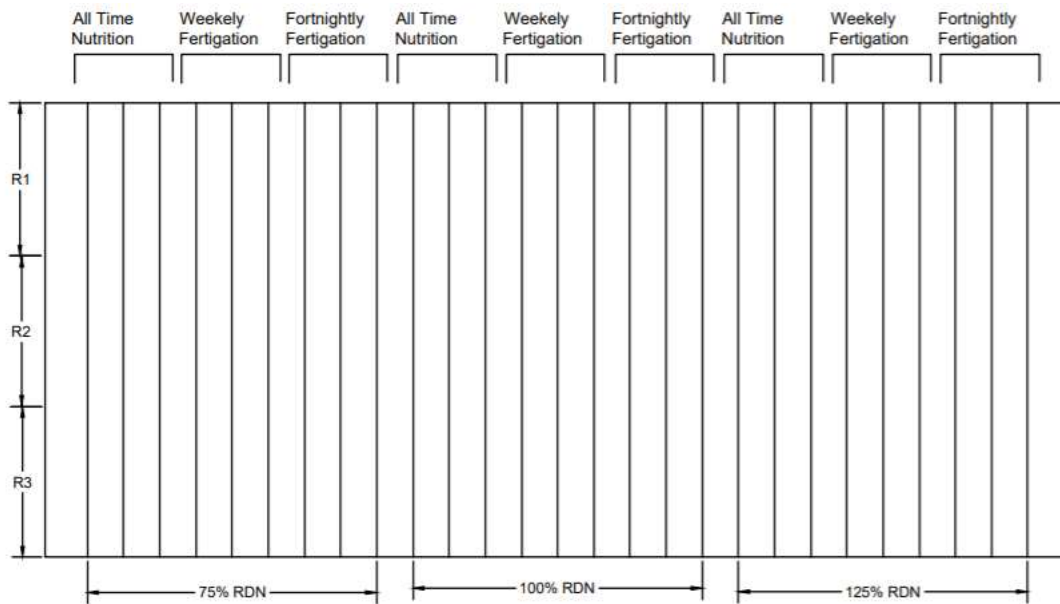 All Time
Nutrition
Weekely
Fertigation
Fortnightly
Fertigation
All Time
Nutrition
Weekely
Fertigation
Fortnightly
Fertigation
All Time
Nutrition
Weekely
Fertigation
Fortnightly
Fertigation
R1
R2
R3
75% RDN
100% RDN
125% RDN